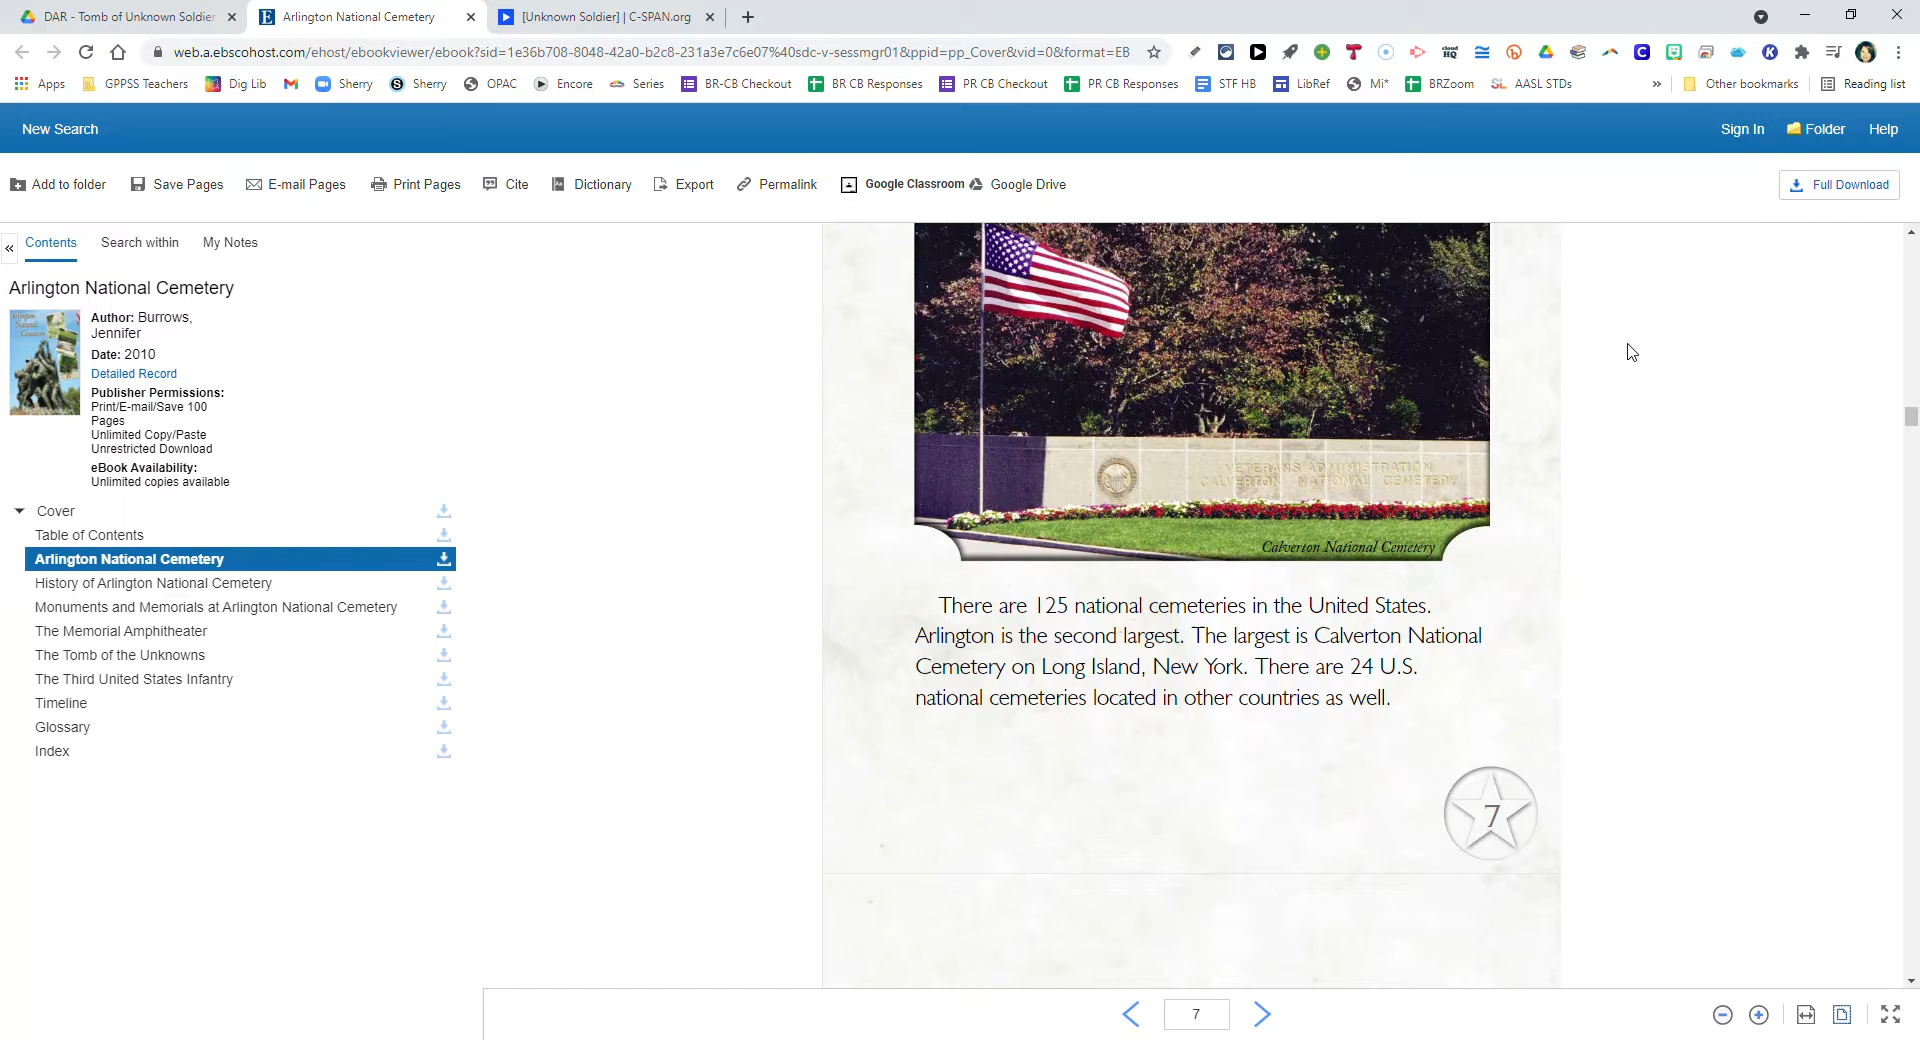 DAR - Tomb of Unknown Soldier
Arlington National Cemetery
[Unknown Soldier] | C-SPAN.org
web.a.ebscohost.com/ehost/ebookviewer/ebook?sid=1e36b708-8048-42a0-b2c8-231a3e7c6e07%40sdc-v-sessmgr01&ppid=pp_Cover&vid=0&format=EB
Apps GPPSS Teachers Dig Lib Sherry Sherry OPAC Encore Series BR-CB Checkout BR CB Responses PR CB Checkout PR CB Responses STF HB LibRef Mi* BRZoom SL AASL STDs » Other bookmarks Reading list
New Search Sign In Folder Help
Add to folder Save Pages E-mail Pages Print Pages Cite Dictionary Export Permalink Google Classroom Google Drive Full Download
« Contents Search within My Notes
Arlington National Cemetery
Author: Burrows,
Jennifer
Date: 2010
Detailed Record
Publisher Permissions:
Print/E-mail/Save 100
Pages
Unlimited Copy/Paste
Unrestricted Download
eBook Availability:
Unlimited copies available
Cover
Table of Contents
Arlington National Cemetery
History of Arlington National Cemetery
Monuments and Memorials at Arlington National Cemetery
The Memorial Amphitheater
The Tomb of the Unknowns
The Third United States Infantry
Timeline
Glossary
Index
VETERANS ADMINISTRATION
CALVERTON NATIONAL CEMETERY
Calverton National Cemetery
There are 125 national cemeteries in the United States.
Arlington is the second largest. The largest is Calverton National
Cemetery on Long Island, New York. There are 24 U.S.
national cemeteries located in other countries as well.
7
7